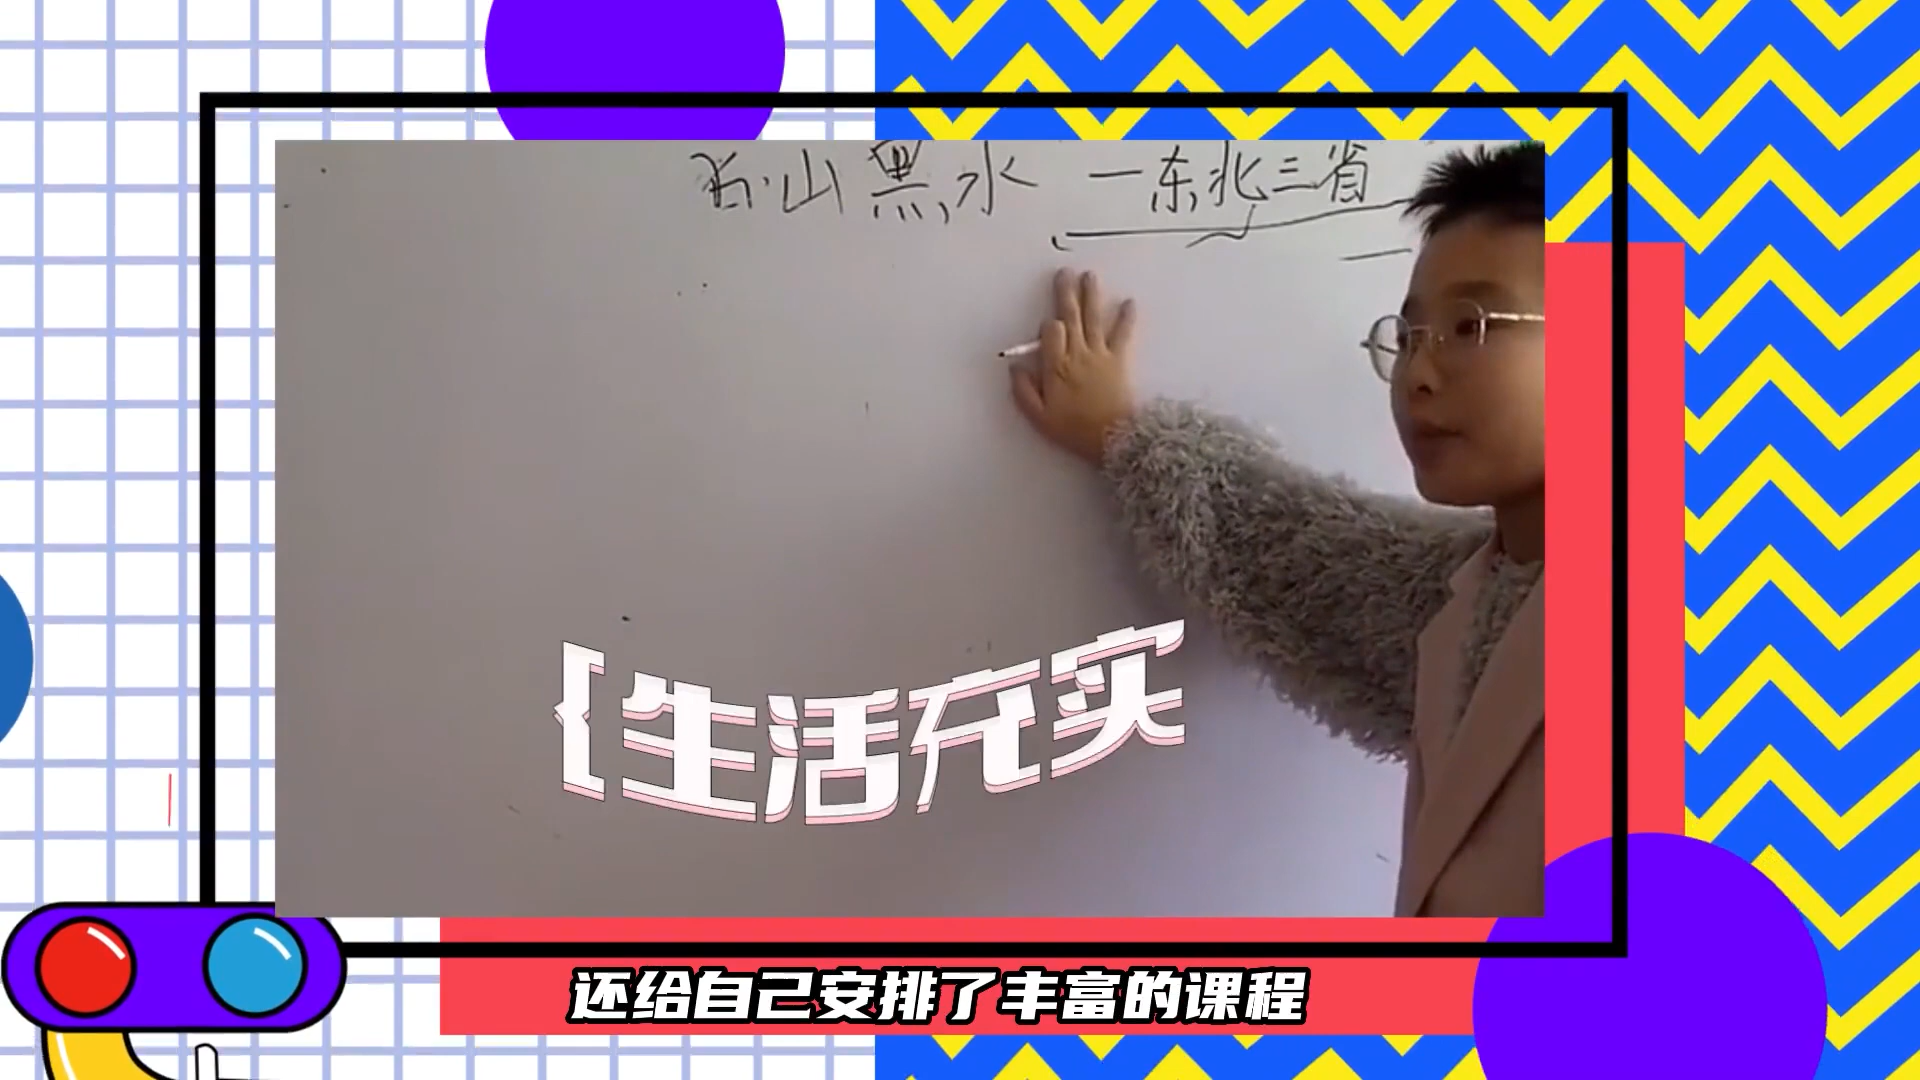 山黑水 一东北三省
{生活充实
还给自己安排了丰富的课程